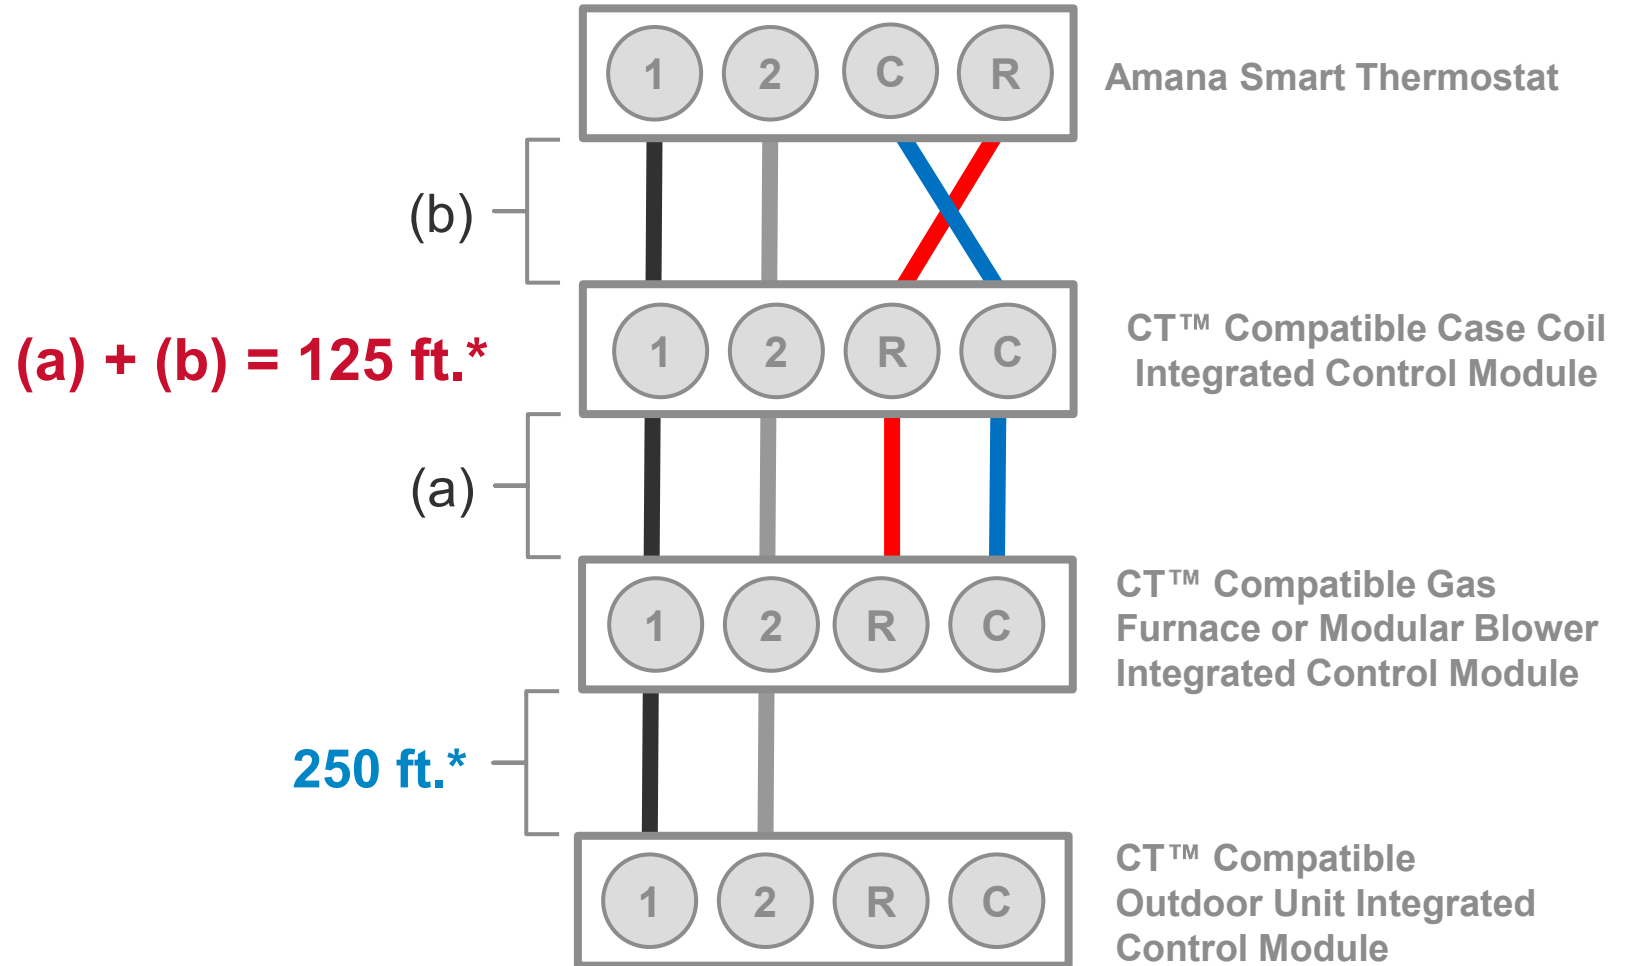 1 2 C R
Amana Smart Thermostat
(b)
1 2 R C
CT™ Compatible Case Coil
Integrated Control Module
(a) + (b) = 125 ft.*
(a)
1 2 R C
CT™ Compatible Gas
Furnace or Modular Blower
Integrated Control Module
250 ft.*
1 2 R C
CT™ Compatible
Outdoor Unit Integrated
Control Module